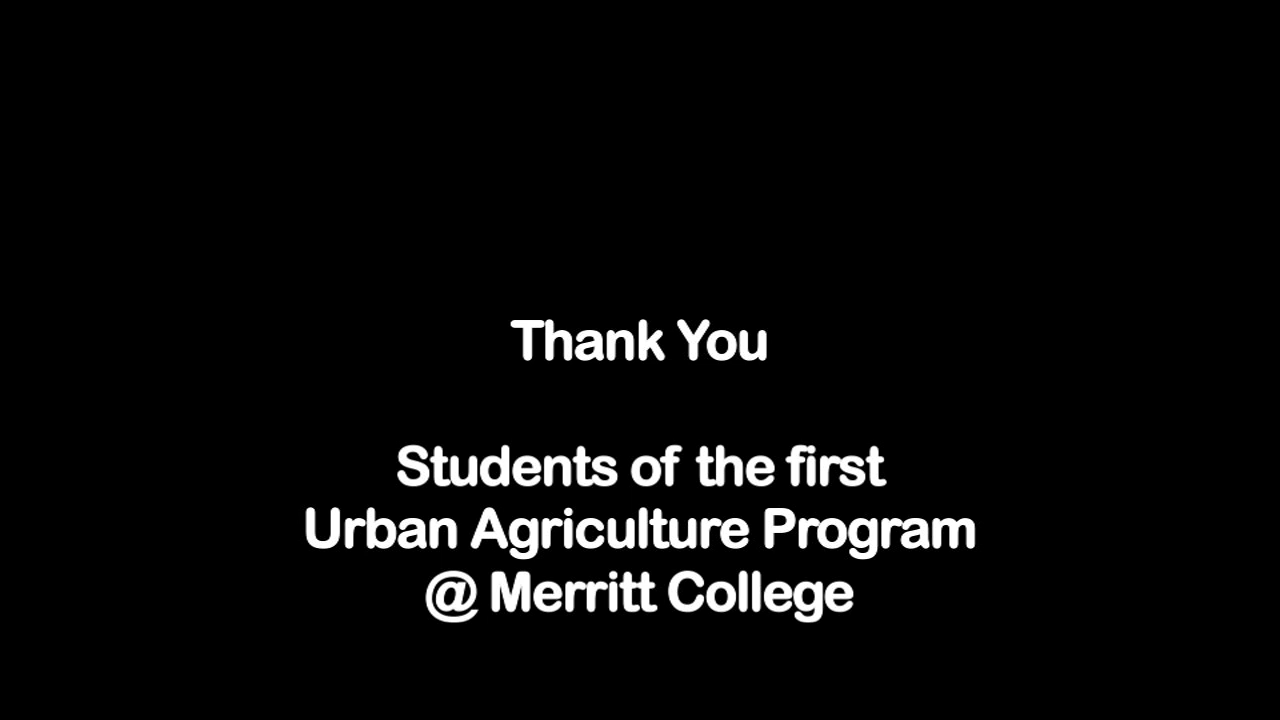 Thank You
Students of the first
Urban Agriculture Program
@ Merritt College